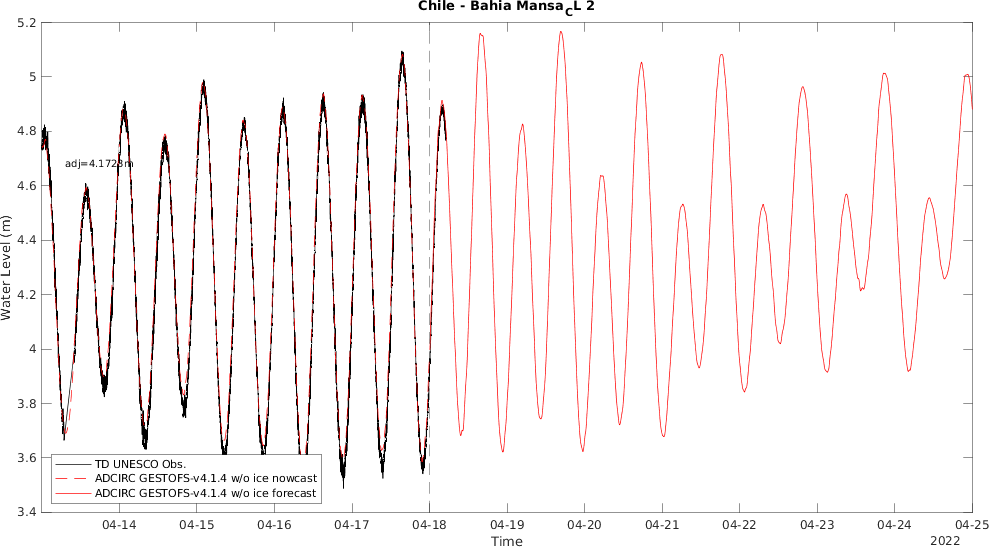 Chile - Bahia Mansa_CL 2
5.2
5
4.8
4.6
4.4
4.2
4
3.8
3.6
3.4
Water Level (m)
adj=4.1723m
TD UNESCO Obs.
ADCIRC GESTOFS-v4.1.4 w/o ice nowcast
ADCIRC GESTOFS-v4.1.4 w/o ice forecast
04-14 04-15 04-16 04-17 04-18 04-19 04-20 04-21 04-22 04-23 04-24 04-25
Time
2022